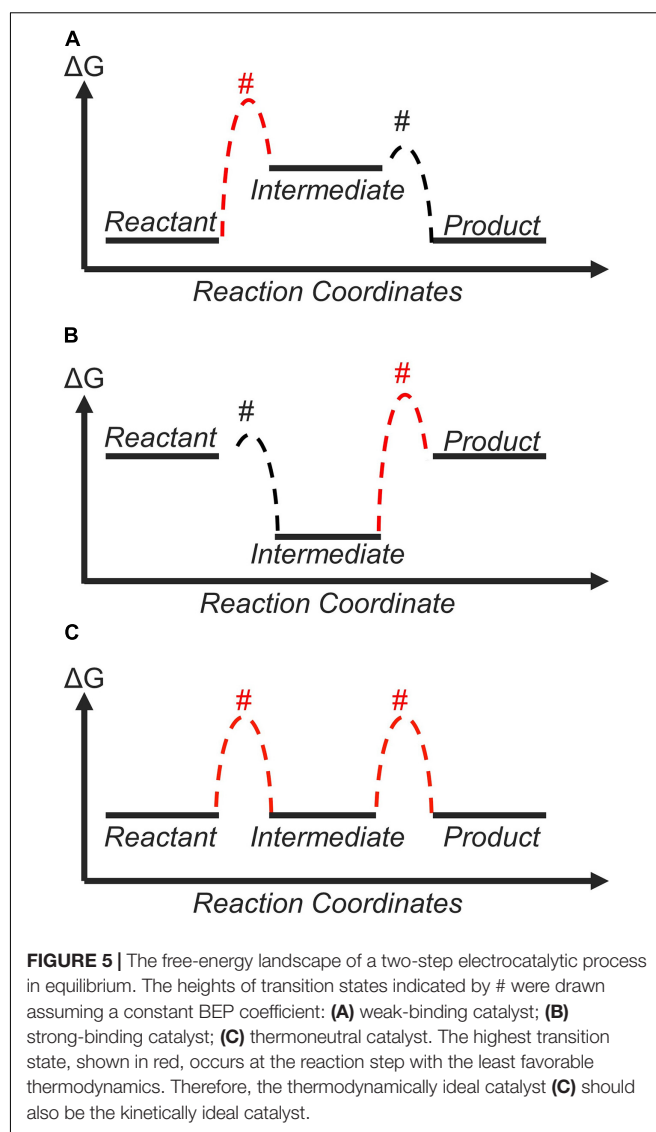 A
ΔG
#
#
Intermediate
Reactant
Product
Reaction Coordinates
B
ΔG
#
#
Reactant
Product
Intermediate
Reaction Coordinate
C
ΔG
#
#
Reactant Intermediate Product
Reaction Coordinates
FIGURE 5 | The free-energy landscape of a two-step electrocatalytic process
in equilibrium. The heights of transition states indicated by # were drawn
assuming a constant BEP coefficient: (A) weak-binding catalyst; (B)
strong-binding catalyst; (C) thermoneutral catalyst. The highest transition
state, shown in red, occurs at the reaction step with the least favorable
thermodynamics. Therefore, the thermodynamically ideal catalyst (C) should
also be the kinetically ideal catalyst.